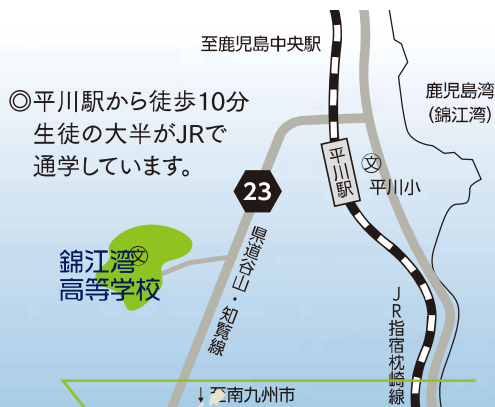 至鹿児島中央駅
鹿児島湾
(錦江湾)
◎平川駅から徒歩10分
生徒の大半がJRで
通学しています。
平川駅
文
平川小
23
県道谷山・知覧線
文
錦江湾
高等学校
JR指宿枕崎線
↓至南九州市